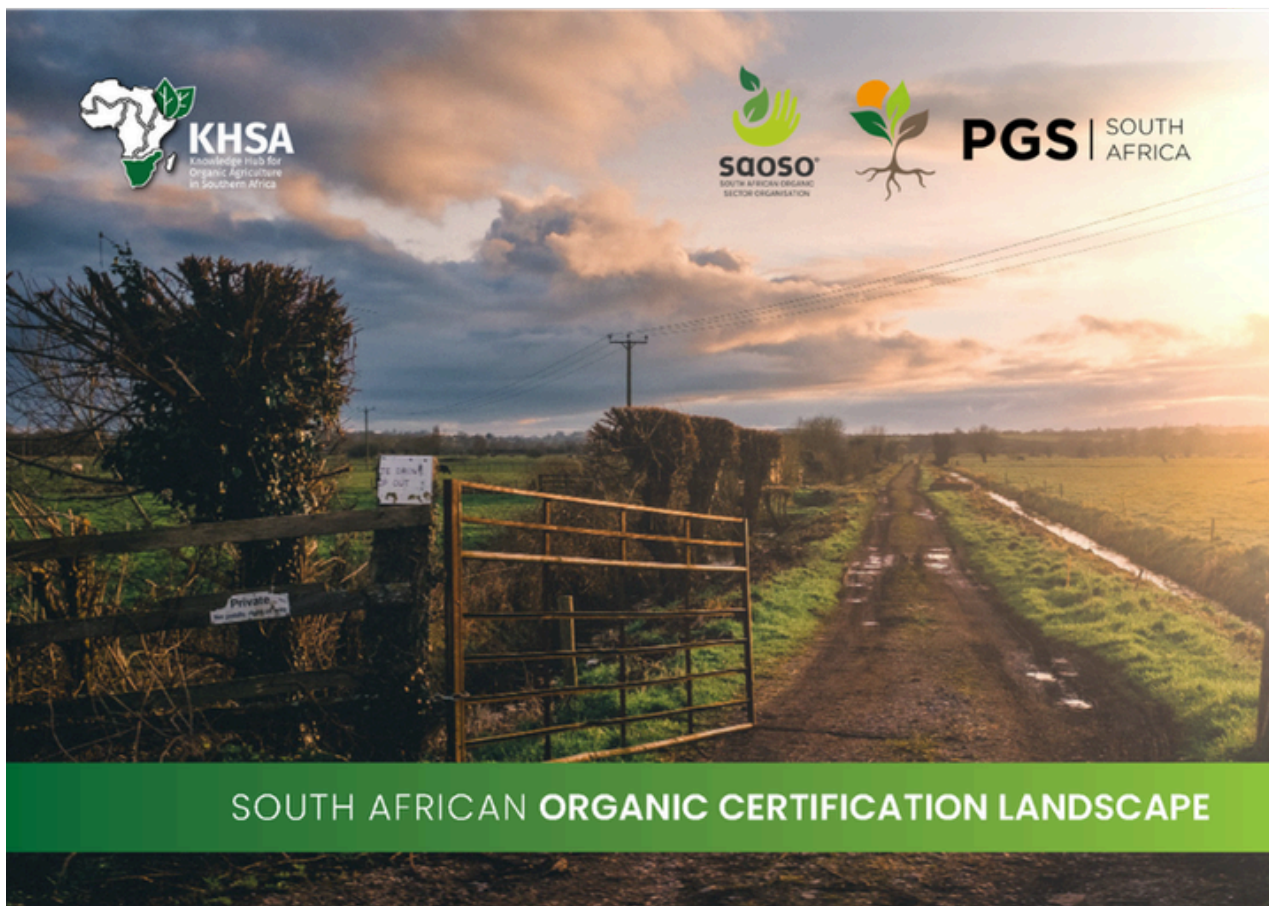 KHSA
Knowledge Hub for
Organic Agriculture
in Southern Africa
saoso®
SOUTH AFRICAN ORGANIC
SECTOR ORGANISATION
PGS | SOUTH
AFRICA
Private
SOUTH AFRICAN ORGANIC CERTIFICATION LANDSCAPE